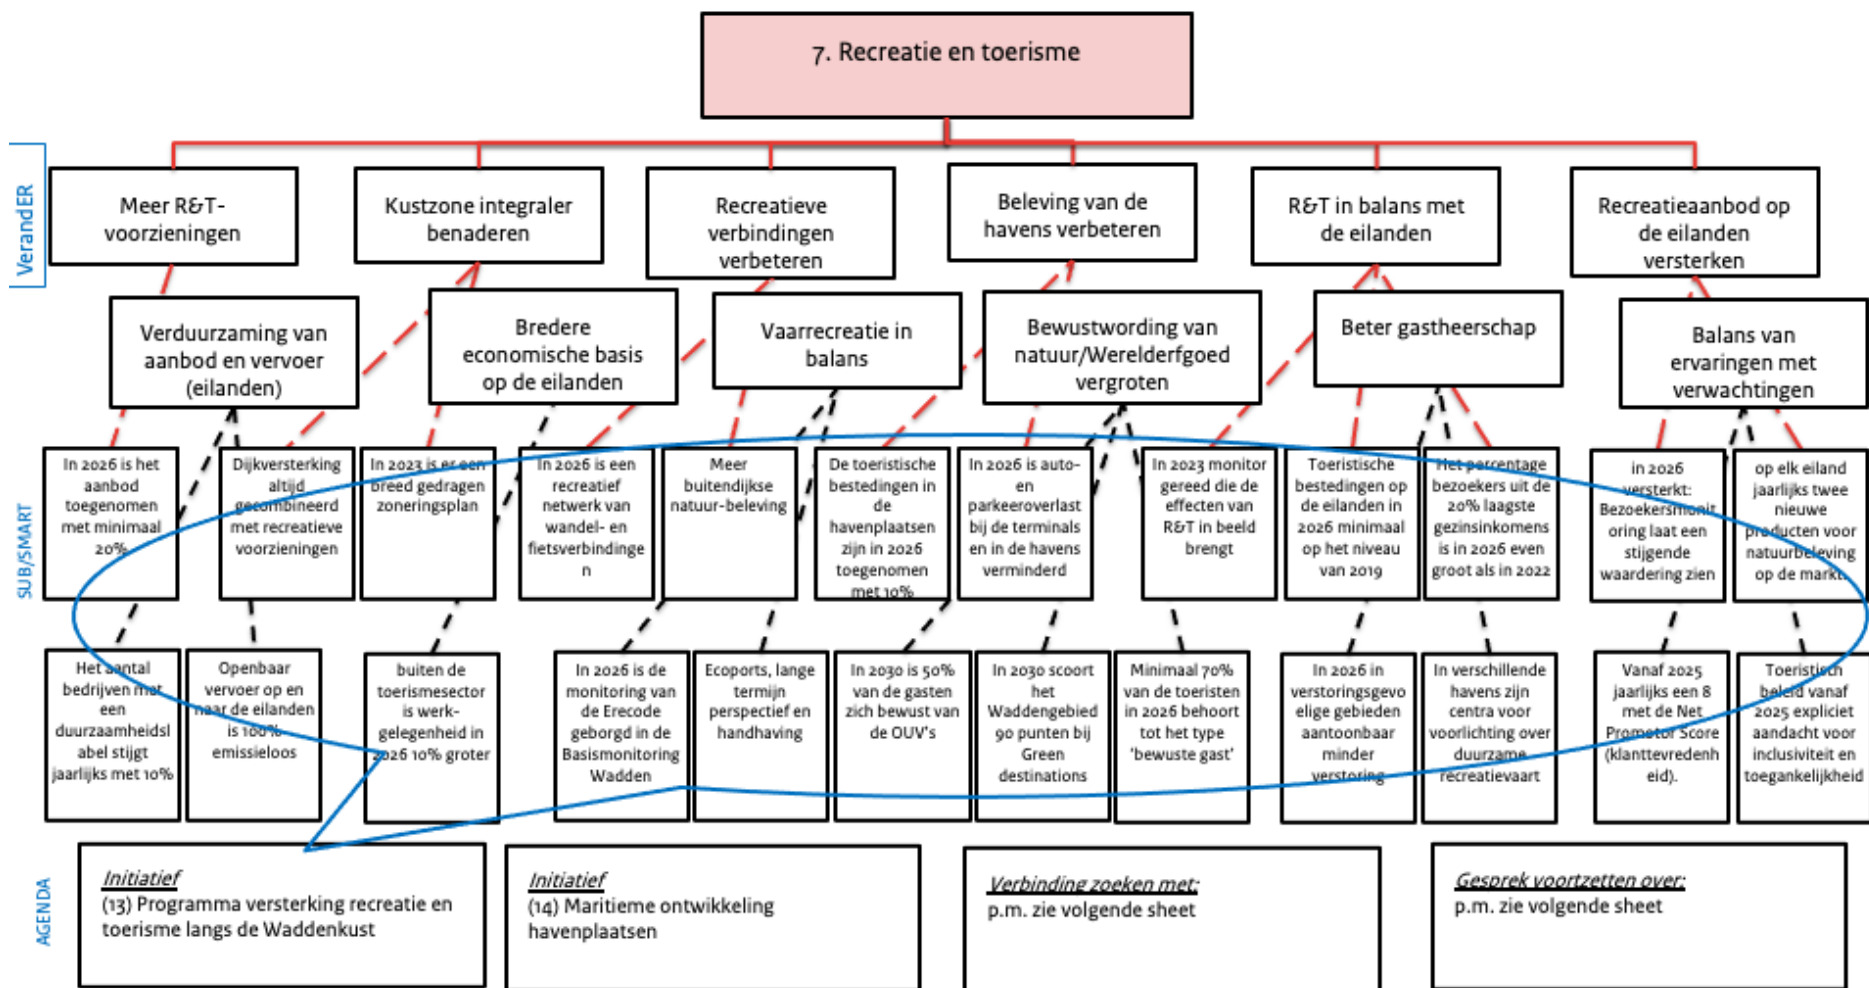 7. Recreatie en toerisme
VerandER
Meer R&T-
voorzieningen
Kustzone integraler
benaderen
Recreatieve
verbindingen
verbeteren
Beleving van de
havens verbeteren
R&T in balans met
de eilanden
Recreatieaanbod op
de eilanden
versterken
Verduurzaming van
aanbod en vervoer
(eilanden)
Bredere
economische basis
op de eilanden
Vaarrecreatie in
balans
Bewustwording van
natuur/Werelderfgoed
vergroten
Beter gastheerschap
Balans van
ervaringen met
verwachtingen
SUB/SMART
In 2026 is het
aanbod
toegenomen
met minimaal
20%
Dijkversterking
altijd
gecombineerd
met recreatieve
voorzieningen
In 2023 is er een
breed gedragen
zoneringsplan
In 2026 is een
recreatief
netwerk van
wandel- en
fietsverbindinge
n
Meer
buitendijkse
natuur-beleving
De toeristische
bestedingen in
de
havenplaatsen
zijn in 2026
toegenomen
met 10%
In 2026 is auto-
en
parkeeroverlast
bij de terminals
en in de havens
verminderd
In 2023 monitor
gereed die de
effecten van
R&T in beeld
brengt
Toeristische
bestedingen op
de eilanden in
2026 minimaal
op het niveau
van 2019
Het percentage
bezoekers uit de
20% laagste
gezinsinkomens
is in 2026 even
groot als in 2022
in 2026
versterkt:
Bezoekersmonit
oring laat een
stijgende
waardering zien
op elk eiland
jaarlijks twee
nieuwe
producten voor
natuurbeleving
op de markt.
Het aantal
bedrijven met
een
duurzaamheidsl
abel stijgt
jaarlijks met 10%
Openbaar
vervoer op en
naar de eilanden
is 100%
emissieloos
buiten de
toerismesector
is werk-
gelegenheid in
2026 10% groter
In 2026 is de
monitoring van
de Erecode
geborgd in de
Basismonitoring
Wadden
Ecoports, lange
termijn
perspectief en
handhaving
In 2030 is 50%
van de gasten
zich bewust van
de OUV's
In 2030 scoort
het
Waddengebied
90 punten bij
Green
destinations
Minimaal 70%
van de toeristen
in 2026 behoort
tot het type
'bewuste gast'
In 2026 in
verstoringsgevo
elige gebieden
aantoonbaar
minder
verstoring
In verschillende
havens zijn
centra voor
voorlichting over
duurzame
recreatievaart
Vanaf 2025
jaarlijks een 8
met de Net
Promotor Score
(klanttevredenh
eid).
Toeristisch
beleid vanaf
2025 expliciet
aandacht voor
inclusiviteit en
toegankelijkheid
AGENDA
Initiatief
(13) Programma versterking recreatie en
toerisme langs de Waddenkust
Initiatief
(14) Maritieme ontwikkeling
havenplaatsen
Verbinding zoeken met:
p.m. zie volgende sheet
Gesprek voortzetten over:
p.m. zie volgende sheet